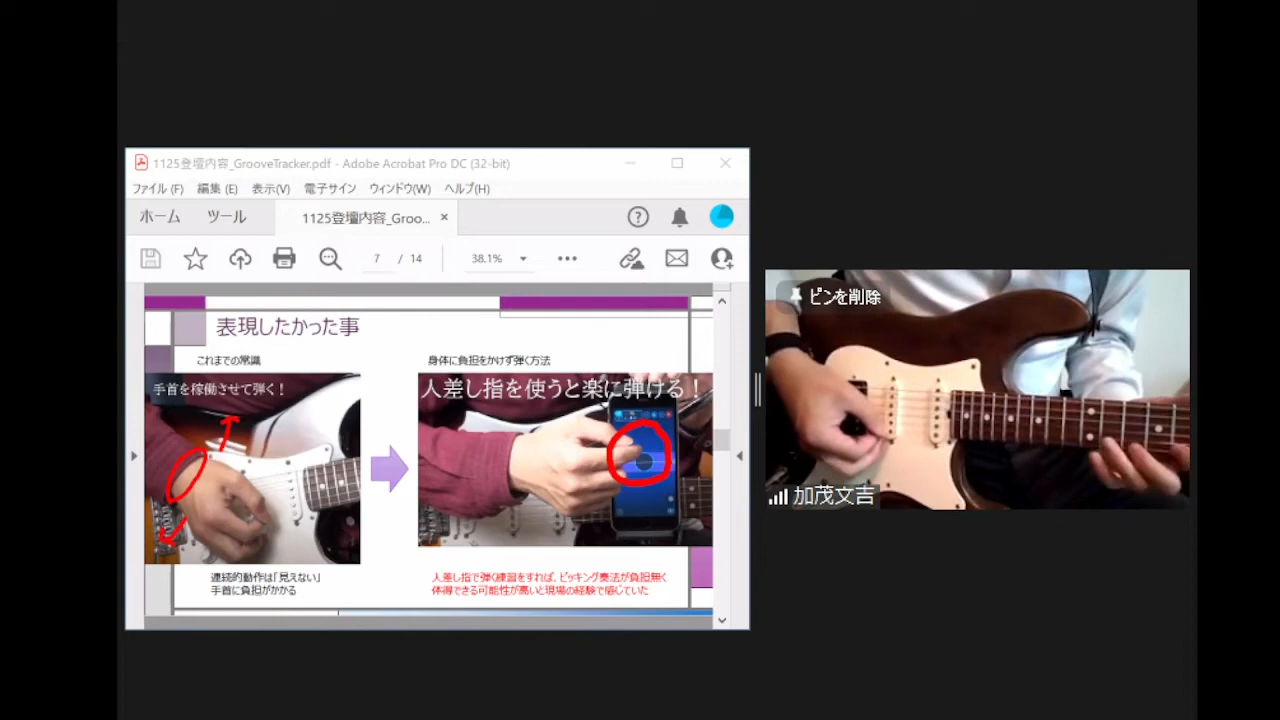 1125登壇内容_GrooveTracker.pdf - Adobe Acrobat Pro DC (32-bit)
ファイル(F) 編集(E) 表示(V) 電子サイン ウィンドウ(W) ヘルプ(H)
ホーム ツール 1125登壇内容_Groo... ×
7 / 14 38.1%
表現したかった事
これまでの常識
身体に負担をかけず弾く方法
手首を稼働させて弾く!
人差し指を使うと楽に弾ける!
連続的動作は「見えない」
手首に負担がかかる
人差し指で弾く練習をすれば、ピッキング奏法が負担無く
体得できる可能性が高いと現場の経験で感じていた
ピンを削除
加茂文吉